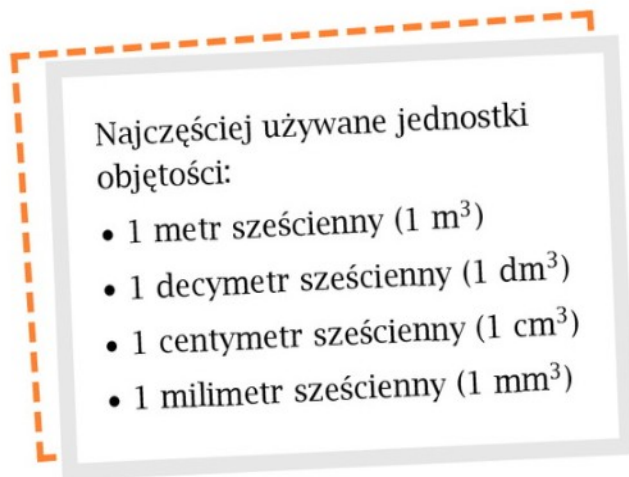 Najczęściej używane jednostki
objętości:
• 1 metr sześcienny (1 m³)
• 1 decymetr sześcienny (1 dm³)
• 1 centymetr sześcienny (1 cm³)
• 1 milimetr sześcienny (1 mm³)